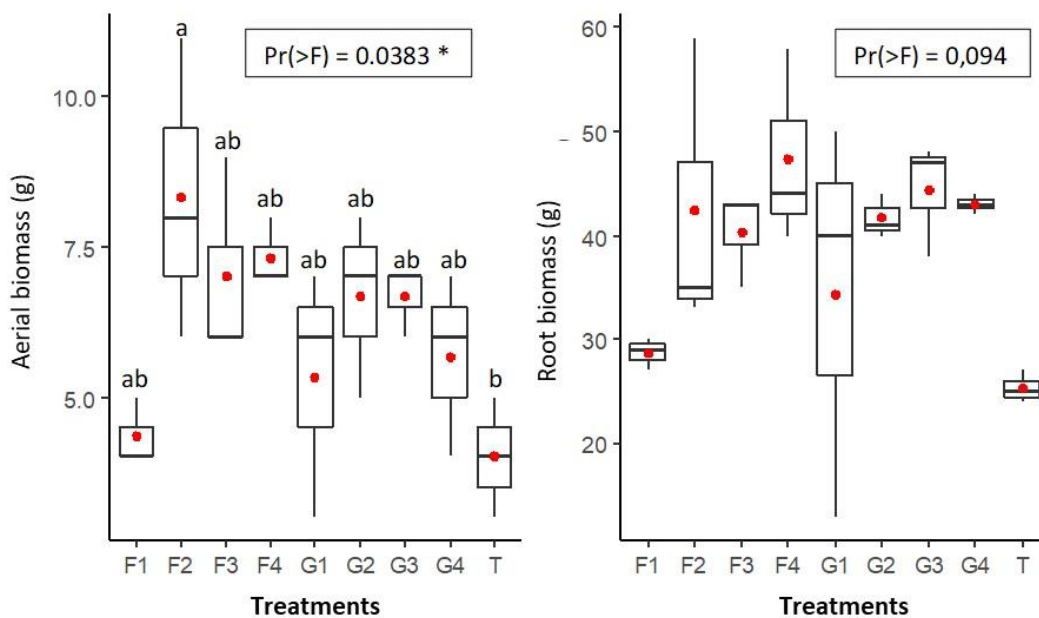 Pr(>F) = 0.0383 *
a
ab
ab
ab
ab
ab
ab
ab
b
10.0
7.5
5.0
Aerial biomass (g)
F1 F2 F3 F4 G1 G2 G3 G4 T
Treatments
Pr(>F) = 0,094
60
50
40
30
20
Root biomass (g)
F1 F2 F3 F4 G1 G2 G3 G4 T
Treatments